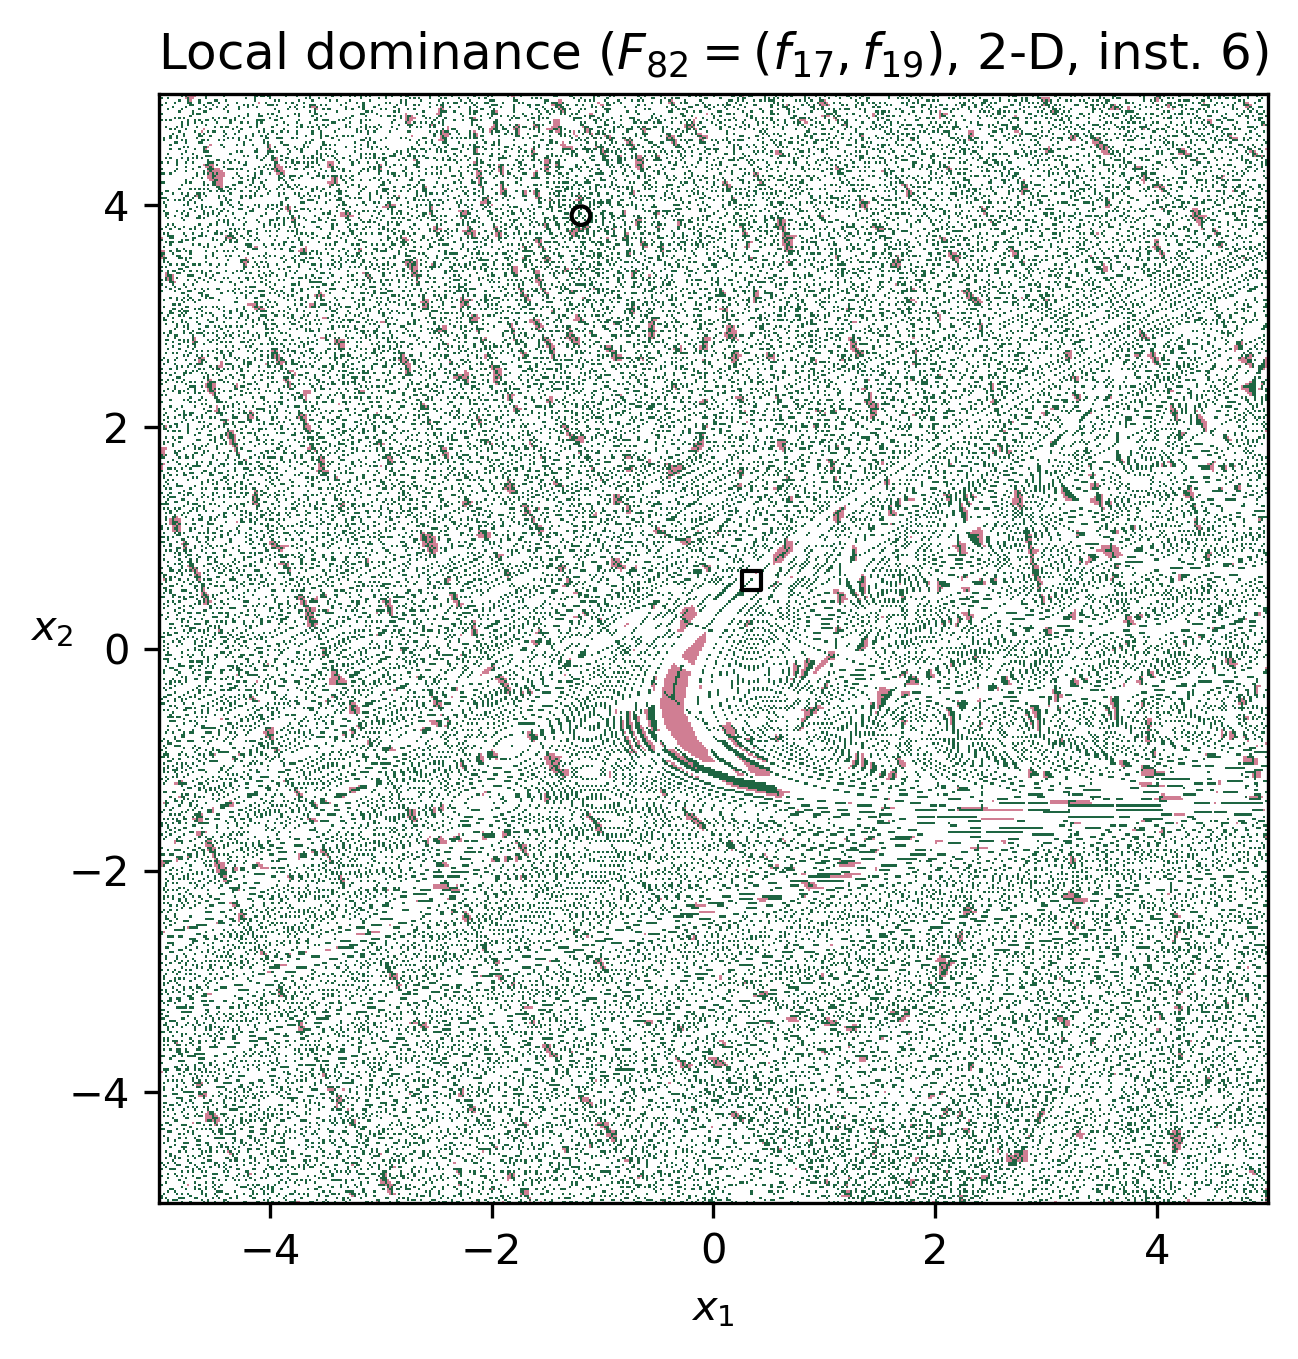 Local dominance (F₈₂ = (f₁₇, f₁₉), 2-D, inst. 6)
4
2
x₂
0
−2
−4
−4 −2 0 2 4
x₁